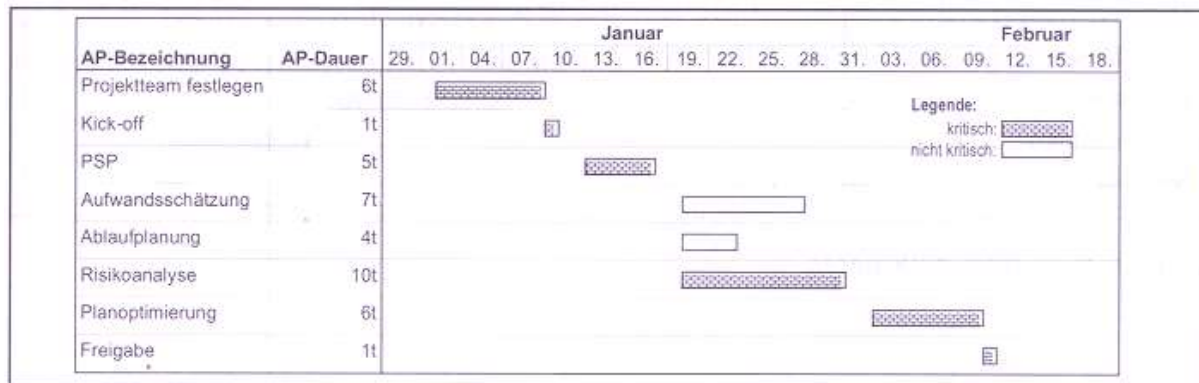 Januar Februar
AP-Bezeichnung AP-Dauer 29. 01. 04. 07. 10. 13. 16. 19. 22. 25. 28. 31. 03. 06. 09. 12. 15. 18.
Projektteam festlegen 6t
Legende:
Kick-off 1t
kritisch:
nicht kritisch:
PSP 5t
Aufwandsschätzung 7t
Ablaufplanung 4t
Risikoanalyse 10t
Planoptimierung 6t
Freigabe 1t